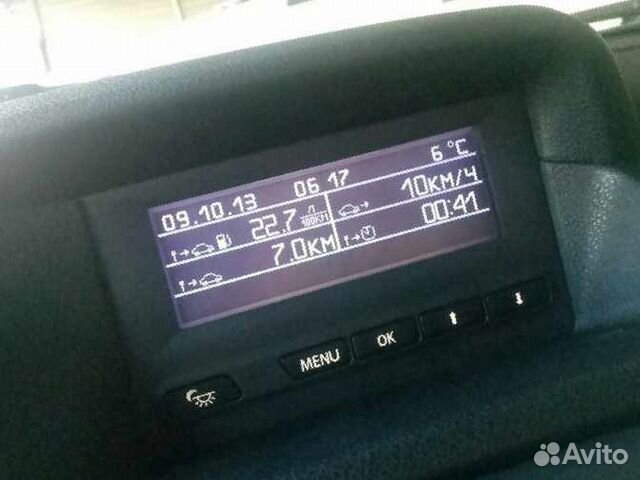 09.10.13 06 17 6 °C
22.7 Л/100КМ 10КМ/Ч
7.0КМ 00:41
MENU OK
Avito